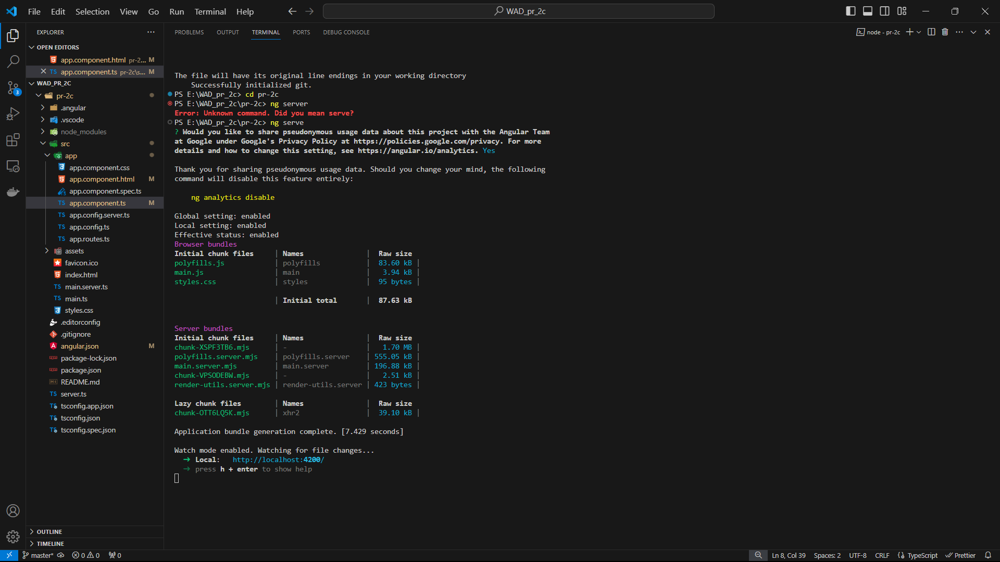 File Edit Selection View Go Run Terminal Help
WAD_pr_2c
EXPLORER
OPEN EDITORS
app.component.html pr-2... M
TS app.component.ts pr-2c\s... M
WAD_PR_2C
pr-2c
.angular
.vscode
node_modules
src
app
app.component.css
app.component.html M
app.component.spec.ts
TS app.component.ts M
TS app.config.server.ts
TS app.config.ts
TS app.routes.ts
assets
favicon.ico
index.html
TS main.server.ts
TS main.ts
styles.css
.editorconfig
.gitignore
angular.json M
package-lock.json
package.json
README.md
TS server.ts
tsconfig.app.json
tsconfig.json
tsconfig.spec.json
OUTLINE
TIMELINE
3
PROBLEMS OUTPUT TERMINAL PORTS DEBUG CONSOLE
node - pr-2c
The file will have its original line endings in your working directory
Successfully initialized git.
PS E:\WAD_pr_2c> cd pr-2c
PS E:\WAD_pr_2c\pr-2c> ng server
Error: Unknown command. Did you mean serve?
PS E:\WAD_pr_2c\pr-2c> ng serve
? Would you like to share pseudonymous usage data about this project with the Angular Team
at Google under Google's Privacy Policy at https://policies.google.com/privacy. For more
details and how to change this setting, see https://angular.io/analytics. Yes
Thank you for sharing pseudonymous usage data. Should you change your mind, the following
command will disable this feature entirely:
ng analytics disable
Global setting: enabled
Local setting: enabled
Effective status: enabled
Browser bundles
Initial chunk files | Names | Raw size
polyfills.js | polyfills | 83.60 kB |
main.js | main | 3.94 kB |
styles.css | styles | 95 bytes |
| Initial total | 87.63 kB
Server bundles
Initial chunk files | Names | Raw size
chunk-XSPF3TB6.mjs | - | 1.70 MB |
polyfills.server.mjs | polyfills.server | 555.05 kB |
main.server.mjs | main.server | 196.88 kB |
chunk-VPSODEBW.mjs | - | 2.51 kB |
render-utils.server.mjs | render-utils.server | 423 bytes |
Lazy chunk files | Names | Raw size
chunk-OTT6LQ5K.mjs | xhr2 | 39.10 kB |
Application bundle generation complete. [7.429 seconds]
Watch mode enabled. Watching for file changes...
➜ Local: http://localhost:4200/
➜ press h + enter to show help
master* 0 0 0
Ln 8, Col 39 Spaces: 2 UTF-8 CRLF TypeScript Prettier